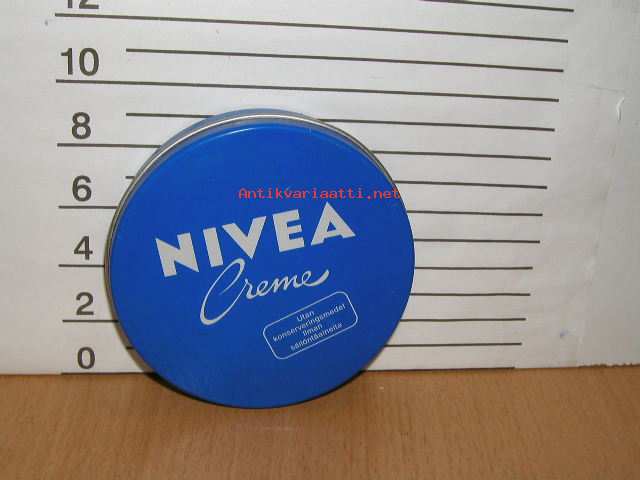 12
10
8
6
4
2
0
Antikvariaatti.net
NIVEA
Creme
Utan
konserveringsmedel
Ilman
säilöntäaineita